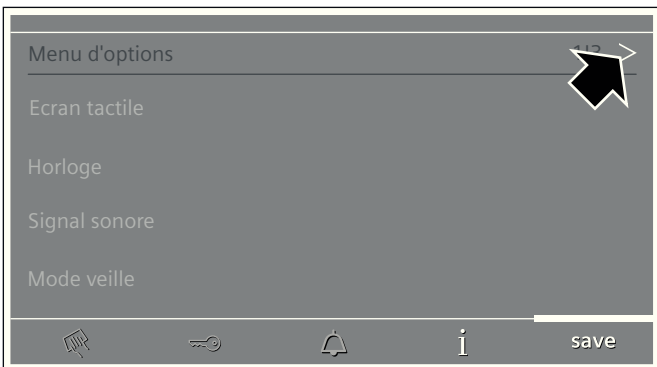 Menu d'options
Ecran tactile
Horloge
Signal sonore
Mode veille
i
save